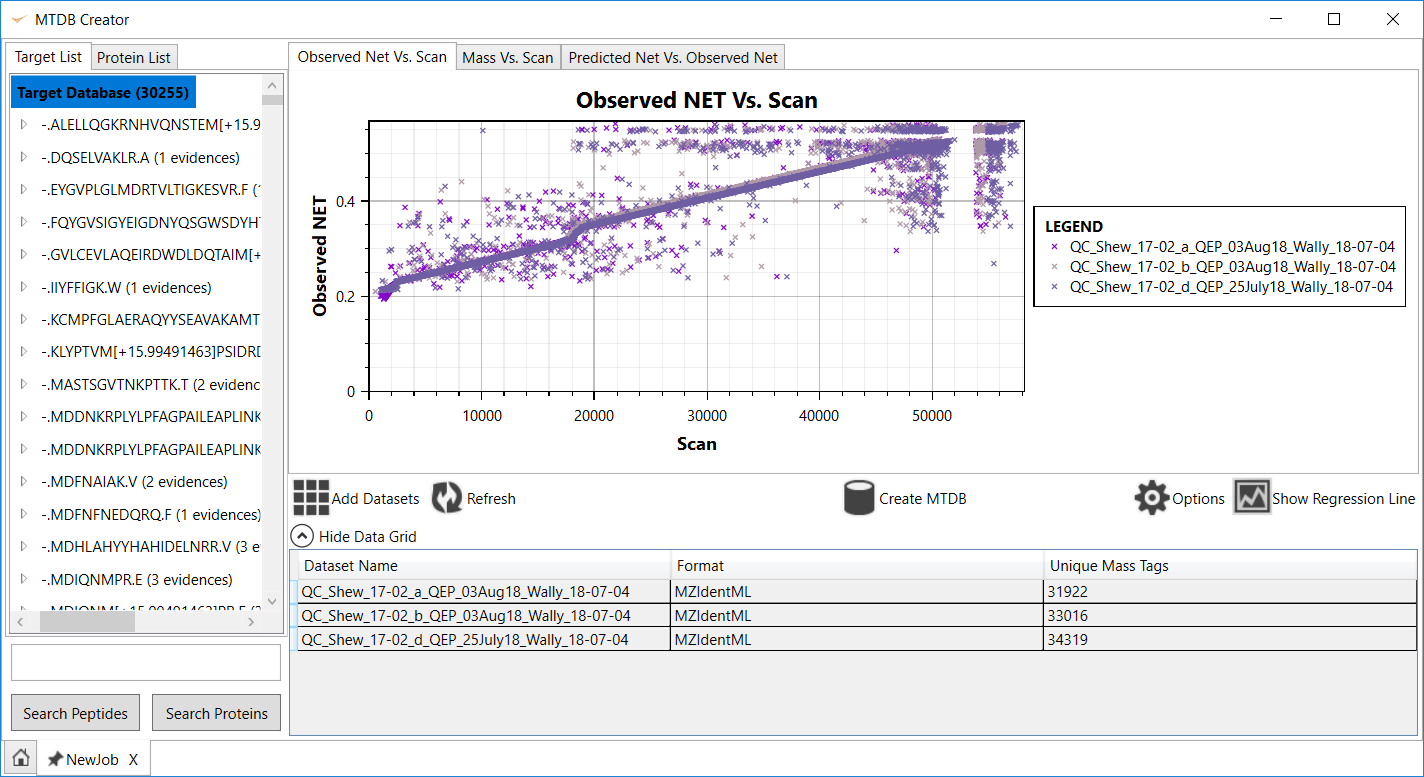 MTDB Creator
Target List
Protein List
Target Database (30255)
-.ALELLQGKRNHVQNSTEM[+15.9
-.DQSELVAKLR.A (1 evidences)
-.EYGVPLGLMDRTVLTIGKESVR.F (1
-.FQYGVSIGYEIGDNYQSGWSDYH
-.GVLCEVLAQEIRDWDLDQTAIM[+
-.IIYFFIGK.W (1 evidences)
-.KCMPFGLAERAQYYSEAVAKAMT
-.KLYPTVM[+15.99491463]PSIDRD
-.MASTSGVTNKPTTK.T (2 evidenc
-.MDDNKRPLYLPFAGPAILEAPLINK
-.MDDNKRPLYLPFAGPAILEAPLINK
-.MDFNAIAK.V (2 evidences)
-.MDFNFNEDQRQ.F (1 evidences)
-.MDHLAHYYHAHIDELNRR.V (3 e
-.MDIQNMPR.E (3 evidences)
Search Peptides
Search Proteins
Observed Net Vs. Scan
Mass Vs. Scan
Predicted Net Vs. Observed Net
Observed NET Vs. Scan
Observed NET
0.4
0.2
0
0
10000
20000
30000
40000
50000
Scan
LEGEND
QC_Shew_17-02_a_QEP_03Aug18_Wally_18-07-04
QC_Shew_17-02_b_QEP_03Aug18_Wally_18-07-04
QC_Shew_17-02_d_QEP_25July18_Wally_18-07-04
Add Datasets
Refresh
Create MTDB
Options
Show Regression Line
Hide Data Grid
Dataset Name Format Unique Mass Tags
QC_Shew_17-02_a_QEP_03Aug18_Wally_18-07-04 MZIdentML 31922
QC_Shew_17-02_b_QEP_03Aug18_Wally_18-07-04 MZIdentML 33016
QC_Shew_17-02_d_QEP_25July18_Wally_18-07-04 MZIdentML 34319
NewJob X